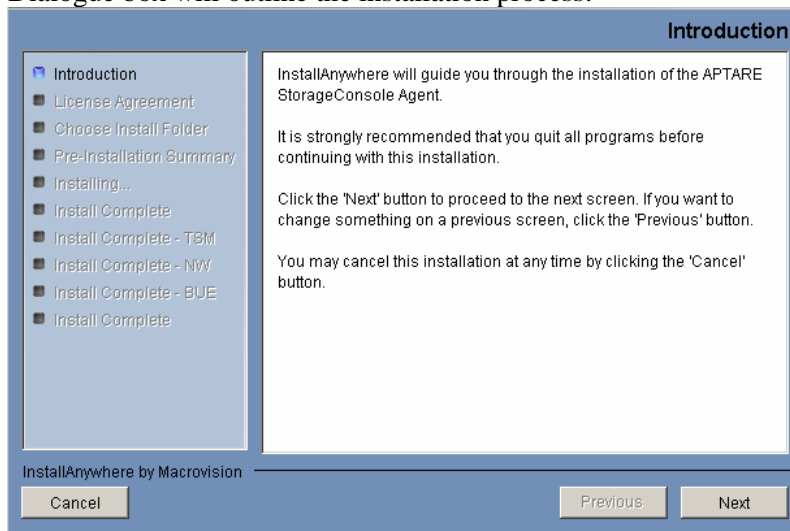 Dialogue box will outline the installation process.
Introduction
Introduction
License Agreement
Choose Install Folder
Pre-Installation Summary
Installing...
Install Complete
Install Complete - TSM
Install Complete - NW
Install Complete - BUE
Install Complete
InstallAnywhere will guide you through the installation of the APTARE
StorageConsole Agent.
It is strongly recommended that you quit all programs before
continuing with this installation.
Click the 'Next' button to proceed to the next screen. If you want to
change something on a previous screen, click the 'Previous' button.
You may cancel this installation at any time by clicking the 'Cancel'
button.
InstallAnywhere by Macrovision
Cancel
Previous
Next